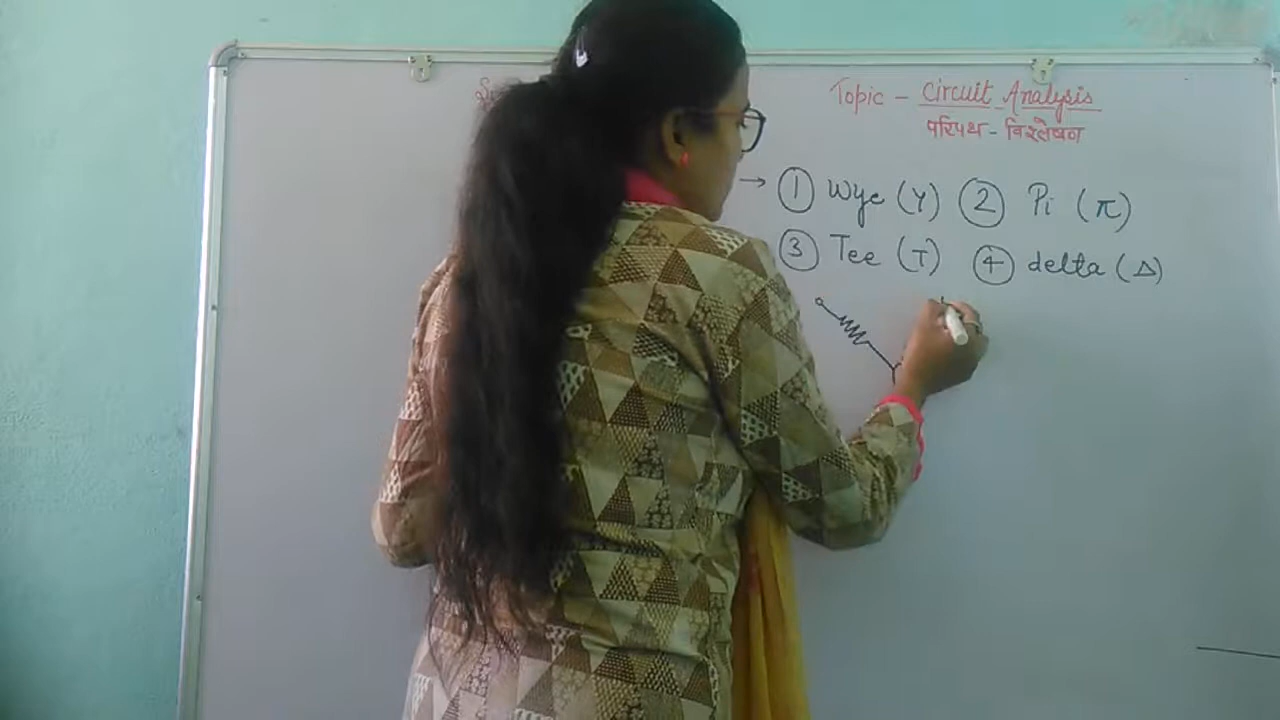 Topic - Circuit Analysis
परिपथ - विश्लेषण
→ ① Wye (Y) ② Pi (π)
③ Tee (T) ④ delta (Δ)